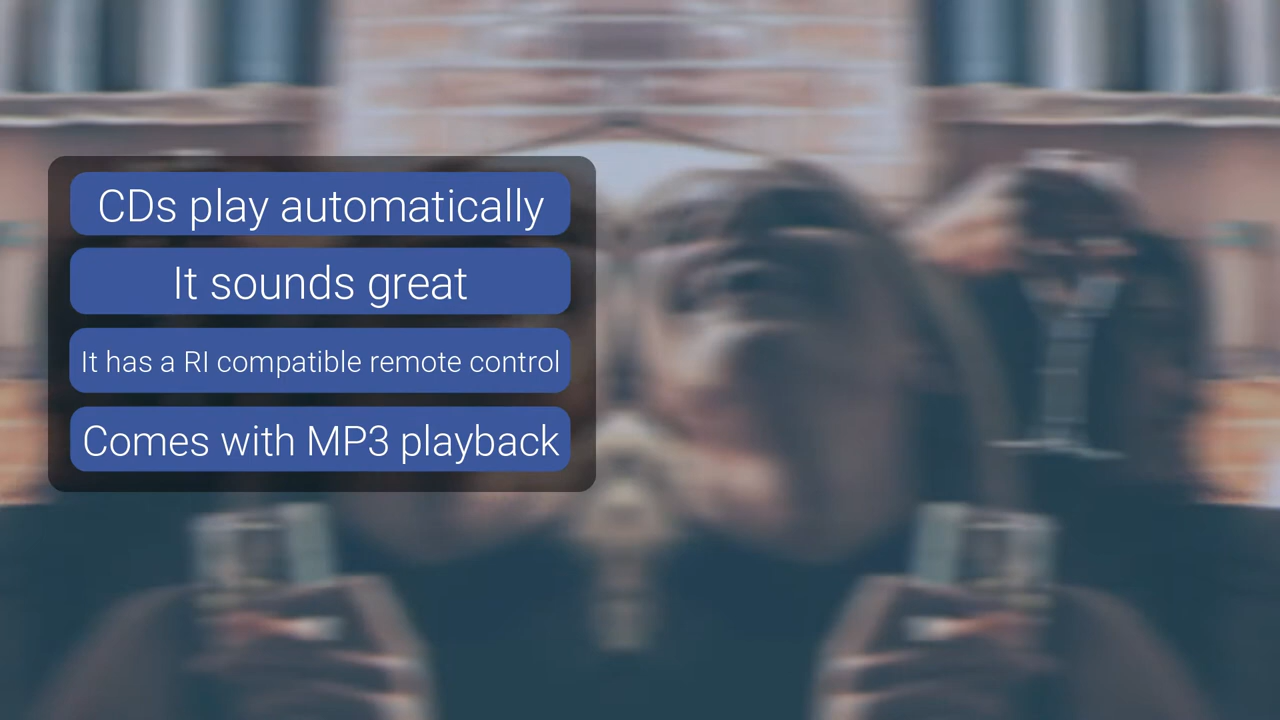 CDs play automatically
It sounds great
It has a RI compatible remote control
Comes with MP3 playback